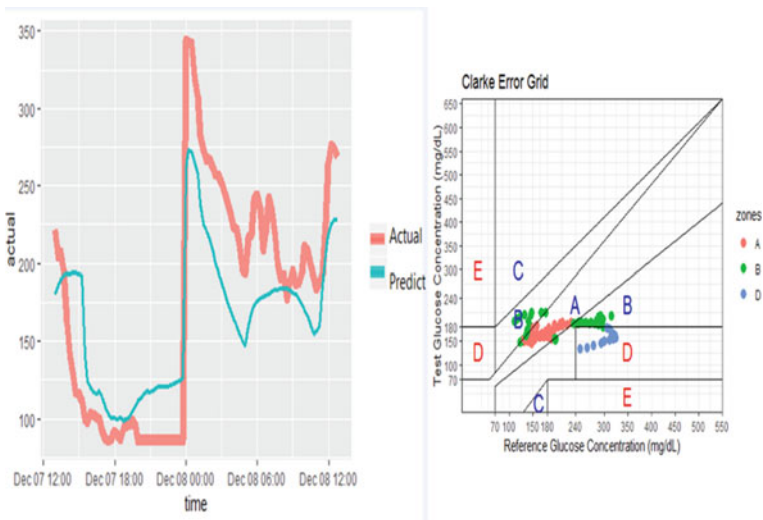 350
300
250
200
150
100
actual
Dec 07 12:00 Dec 07 18:00 Dec 08 00:00 Dec 08 06:00 Dec 08 12:00
time
Actual
Predict
Clarke Error Grid
Test Glucose Concentration (mg/dL)
650
600
550
500
450
400
350
300
240
180
150
100
70
E
C
B
A
B
D
D
C
E
70 100 150 180 240 300 350 400 450 500 550
Reference Glucose Concentration (mg/dL)
zones
A
B
D